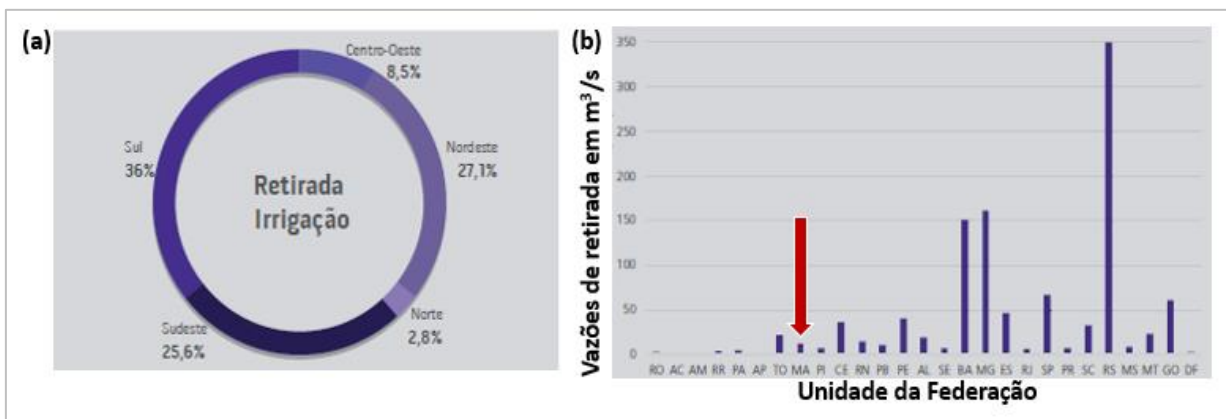 (a)
Centro-Oeste
8,5%
Sul
36%
Nordeste
27,1%
Retirada
Irrigação
Sudeste
25,6%
Norte
2,8%
(b)
Vazões de retirada em m³/s
350
300
250
200
150
100
50
0
RO AC AM RR PA AP TO MA PI CE RN PB PE AL SE BA MG ES RJ SP PR SC RS MS MT GO DF
Unidade da Federação